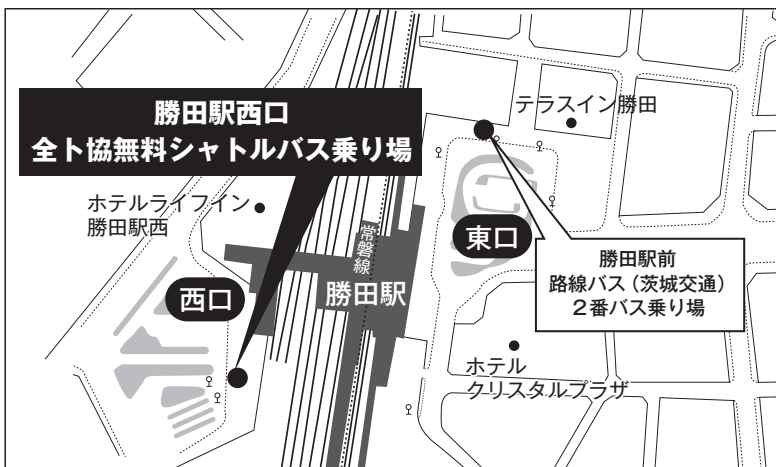 勝田駅西口
全ト協無料シャトルバス乗り場
テラスイン勝田
ホテルライフイン
勝田駅西
常磐線
東口
勝田駅前
路線バス（茨城交通）
２番バス乗り場
西口
勝田駅
ホテル
クリスタルプラザ